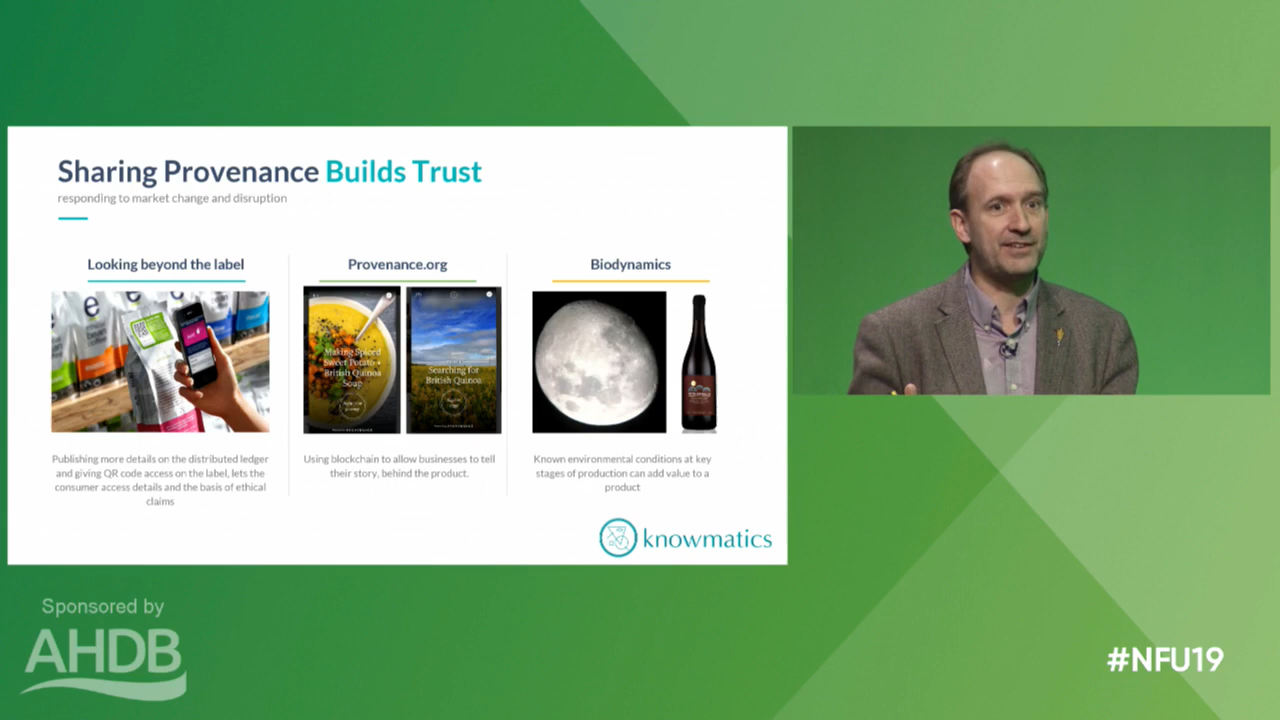 Sharing Provenance Builds Trust
responding to market change and disruption
Looking beyond the label
Provenance.org
Biodynamics
Making Spiced
Sweet Potato +
British Quinoa
Soup
Searching for
British Quinoa
Publishing more details on the distributed ledger
and giving QR code access on the label, lets the
consumer access details and the basis of ethical
claims
Using blockchain to allow businesses to tell
their story, behind the product.
Known environmental conditions at key
stages of production can add value to a
product
knowmatics
Sponsored by
AHDB
#NFU19